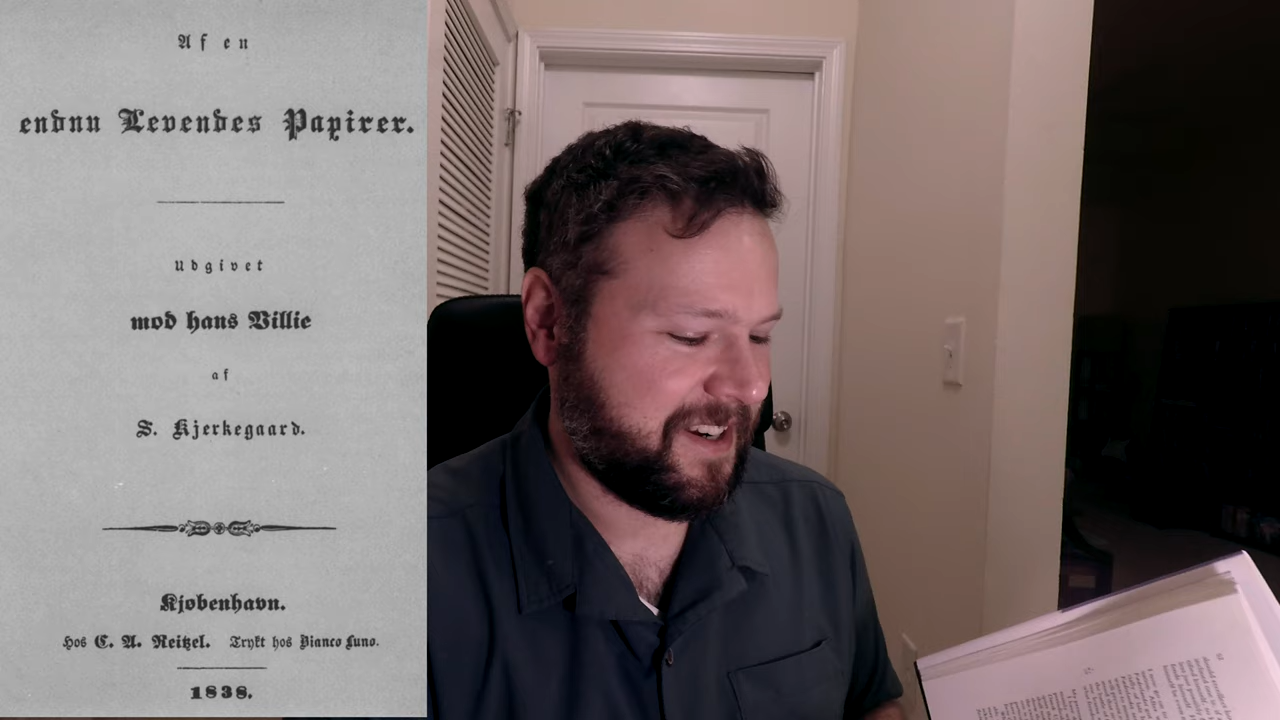 Af en
endnu Levendes Papirer.
Udgivet
mod hans Villie
af
S. Kjerkegaard.
Kjøbenhavn.
Hos C. A. Reitzel. Trykt hos Bianco Luno.
1838.